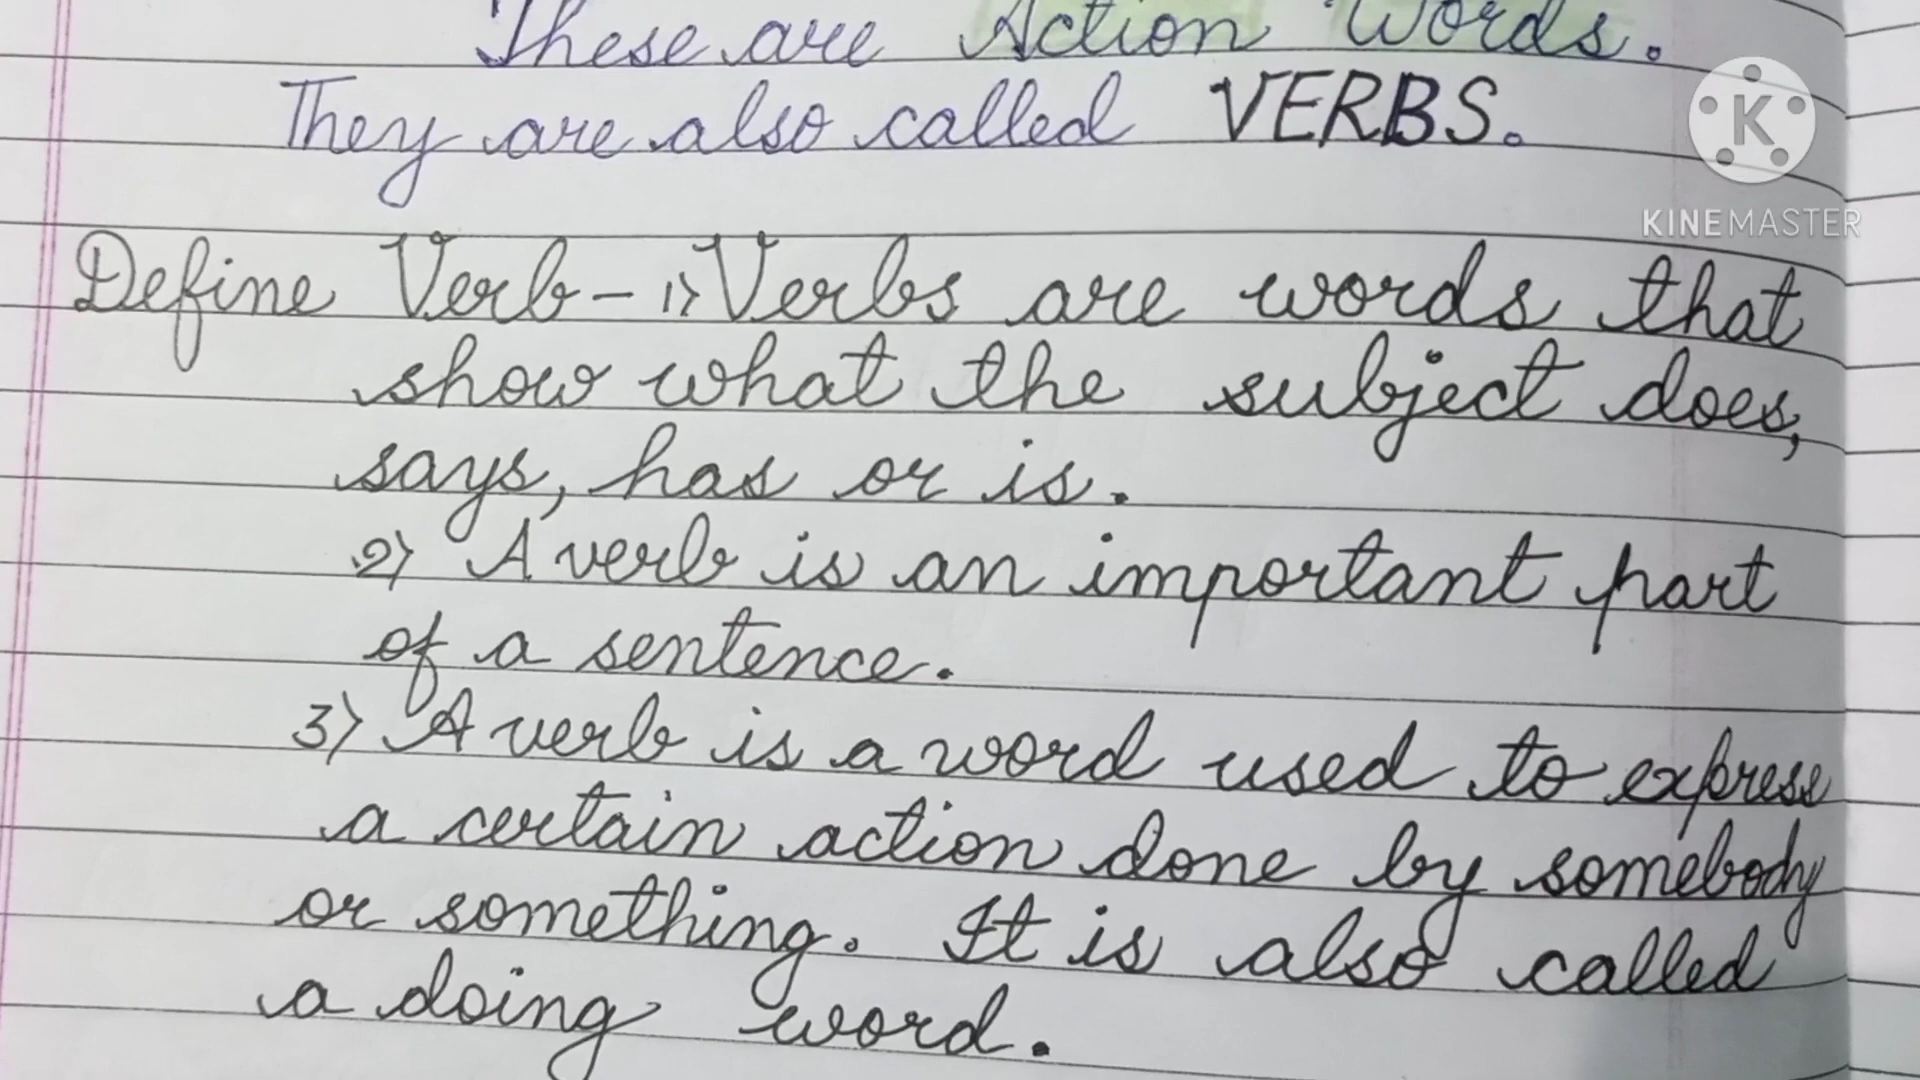 These are Action Words.
They are also called VERBS.
K
KINEMASTER
Define Verb - 1) Verbs are words that
show what the subject does,
says, has or is.
2) A verb is an important part
of a sentence.
3) A verb is a word used to express
a certain action done by somebody
or something. It is also called
a doing word.